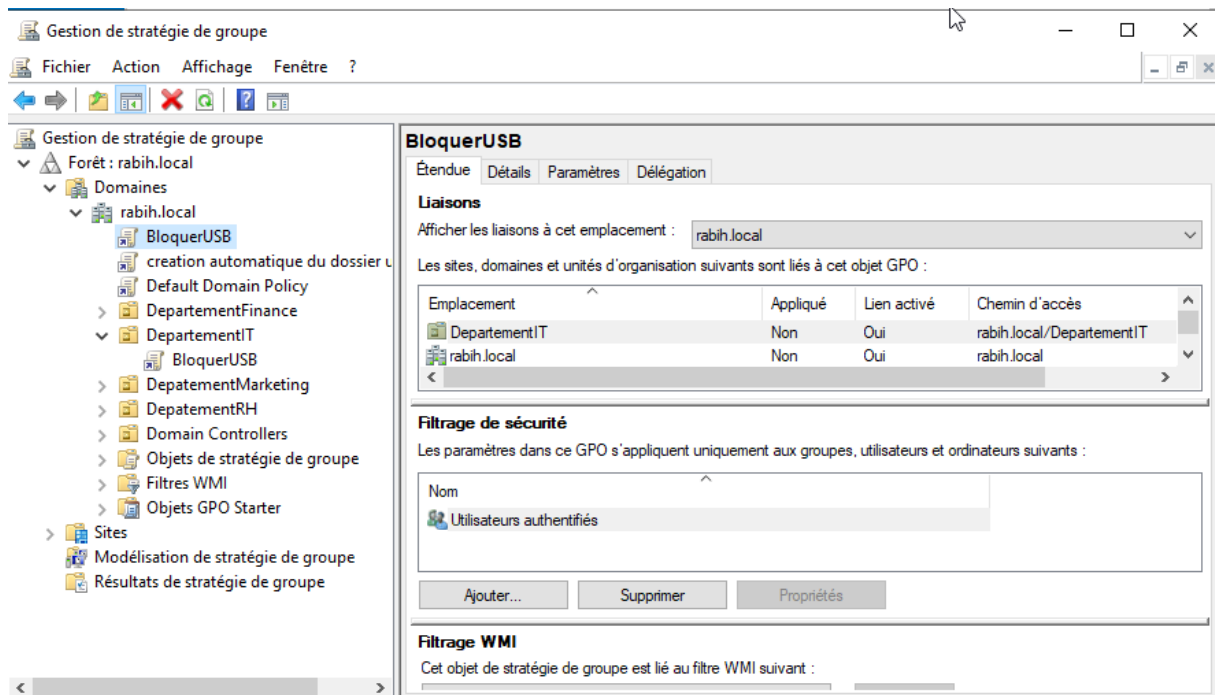 Gestion de stratégie de groupe
Fichier Action Affichage Fenêtre ?
Gestion de stratégie de groupe
Forêt : rabih.local
Domaines
rabih.local
BloquerUSB
creation automatique du dossier u
Default Domain Policy
DepartementFinance
DepartementIT
BloquerUSB
DepatementMarketing
DepatementRH
Domain Controllers
Objets de stratégie de groupe
Filtres WMI
Objets GPO Starter
Sites
Modélisation de stratégie de groupe
Résultats de stratégie de groupe
BloquerUSB
Étendue Détails Paramètres Délégation
Liaisons
Afficher les liaisons à cet emplacement : rabih.local
Les sites, domaines et unités d'organisation suivants sont liés à cet objet GPO :
Emplacement Appliqué Lien activé Chemin d'accès
DepartementIT Non Oui rabih.local/DepartementIT
rabih.local Non Oui rabih.local
Filtrage de sécurité
Les paramètres dans ce GPO s'appliquent uniquement aux groupes, utilisateurs et ordinateurs suivants :
Nom
Utilisateurs authentifiés
Ajouter... Supprimer Propriétés
Filtrage WMI
Cet objet de stratégie de groupe est lié au filtre WMI suivant :